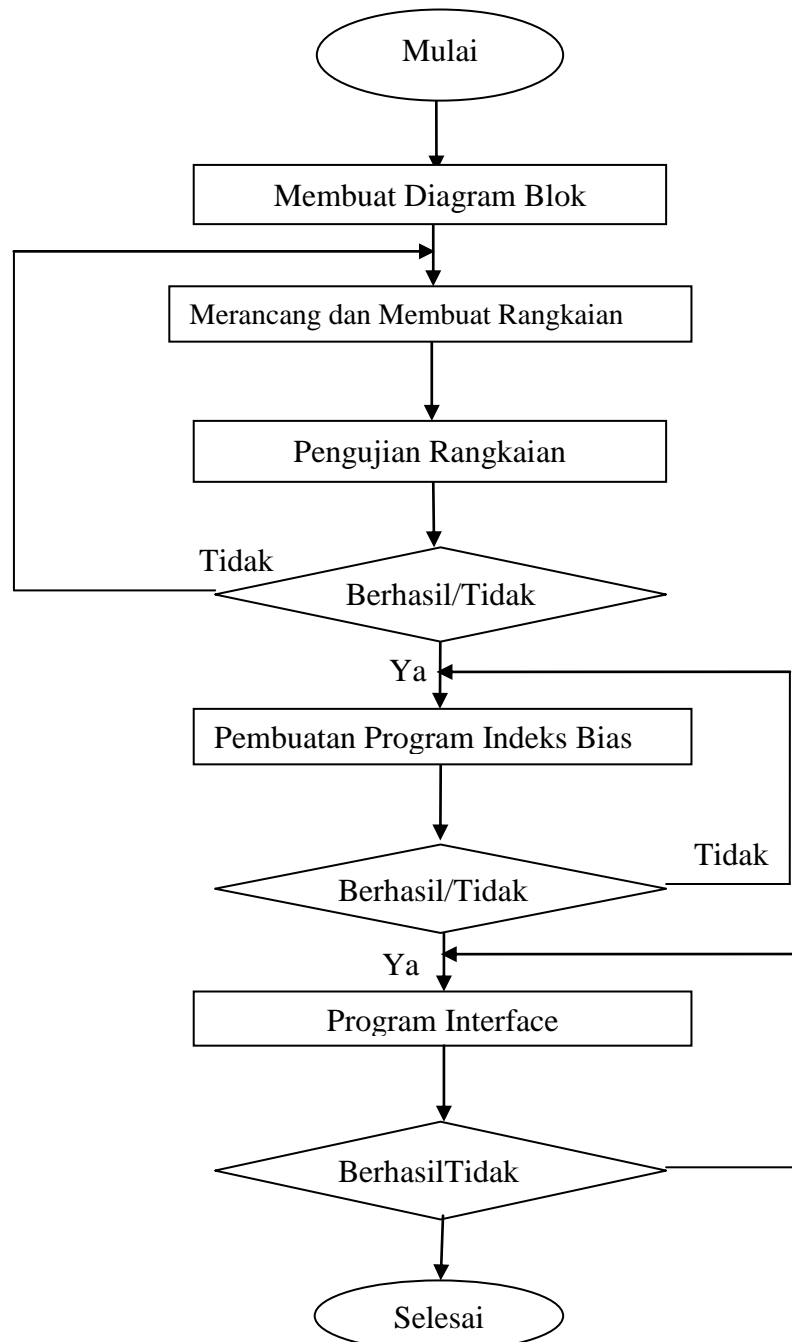 Mulai
Membuat Diagram Blok
Merancang dan Membuat Rangkaian
Pengujian Rangkaian
Tidak
Berhasil/Tidak
Ya
Pembuatan Program Indeks Bias
Tidak
Berhasil/Tidak
Ya
Program Interface
BerhasilTidak
Selesai